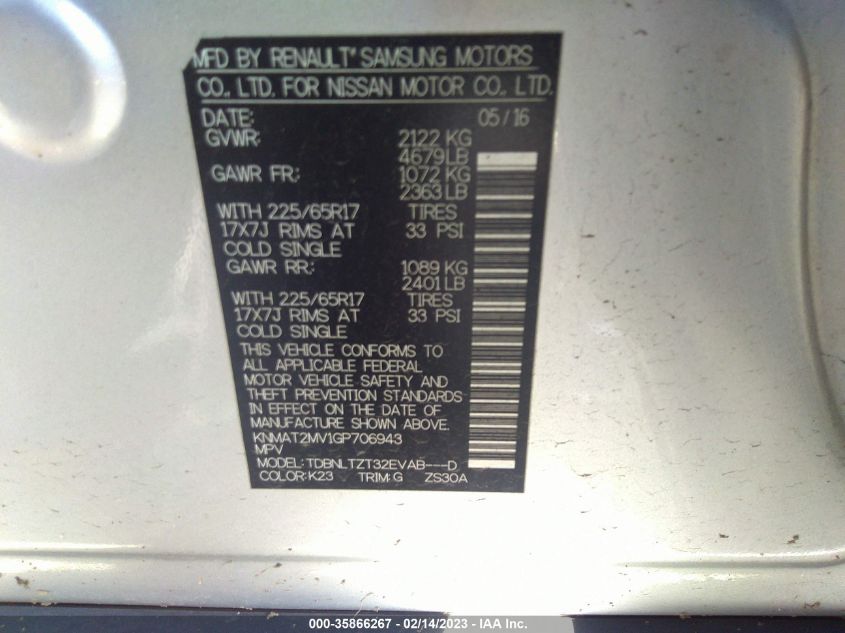 MFD BY RENAULT* SAMSUNG MOTORS
CO., LTD. FOR NISSAN MOTOR CO., LTD.
DATE: 05/16
GVWR: 2122 KG
4679LB
GAWR FR: 1072 KG
2363 LB
WITH 225/65R17 TIRES
17X7J RIMS AT 33 PSI
COLD SINGLE
GAWR RR: 1089 KG
2401 LB
WITH 225/65R17 TIRES
17X7J RIMS AT 33 PSI
COLD SINGLE
THIS VEHICLE CONFORMS TO
ALL APPLICABLE FEDERAL
MOTOR VEHICLE SAFETY AND
THEFT PREVENTION STANDARDS
IN EFFECT ON THE DATE OF
MANUFACTURE SHOWN ABOVE.
KNMAT2MV1GP706943
MPV
MODEL:TDBNLTZT32EVAB---D
COLOR:K23 TRIM:G ZS30A
000-35866267 - 02/14/2023 - IAA Inc.